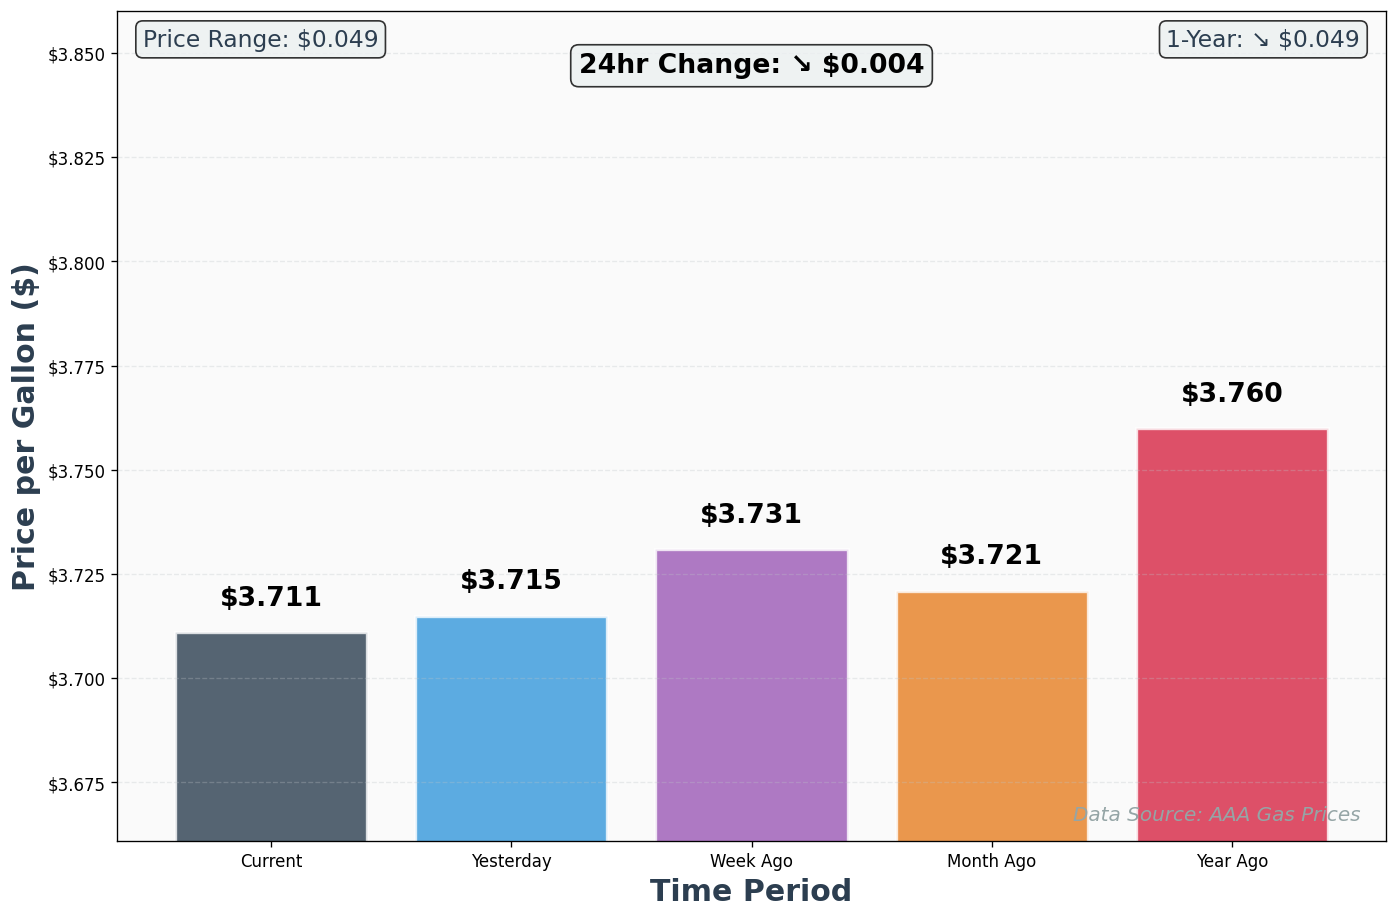 Price Range: $0.049
24hr Change: ↘ $0.004
1-Year: ↘ $0.049
Price per Gallon ($)
$3.850
$3.825
$3.800
$3.775
$3.750
$3.725
$3.700
$3.675
$3.711
$3.715
$3.731
$3.721
$3.760
Data Source: AAA Gas Prices
Current
Yesterday
Week Ago
Month Ago
Year Ago
Time Period